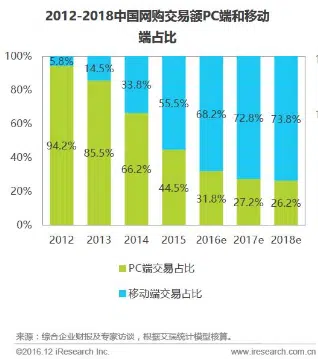 2012-2018中国网购交易额PC端和移动
端占比
100%
80%
60%
40%
20%
0%
5.8% 14.5% 33.8% 55.5% 68.2% 72.8% 73.8%
94.2% 85.5% 66.2% 44.5% 31.8% 27.2% 26.2%
2012 2013 2014 2015 2016e 2017e 2018e
PC端交易占比
移动端交易占比
来源：综合企业财报及专家访谈，根据艾瑞统计模型核算。
©2016.12 iResearch Inc. www.iresearch.com.cn